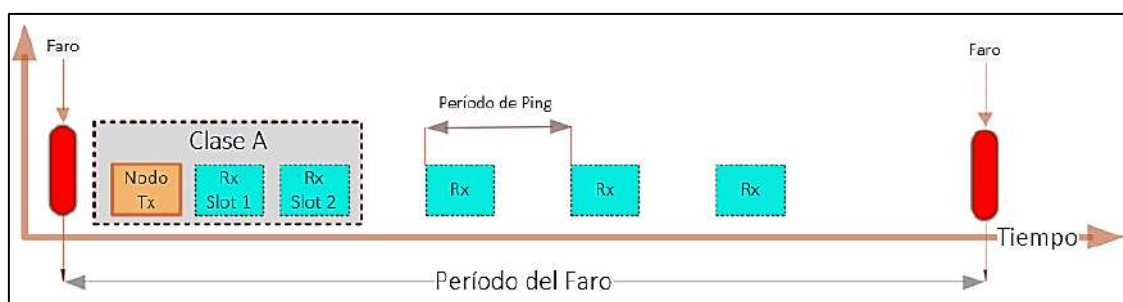 Faro
Faro
Período de Ping
Clase A
Nodo
Tx
Rx
Slot 1
Rx
Slot 2
Rx
Rx
Rx
Tiempo
Período del Faro